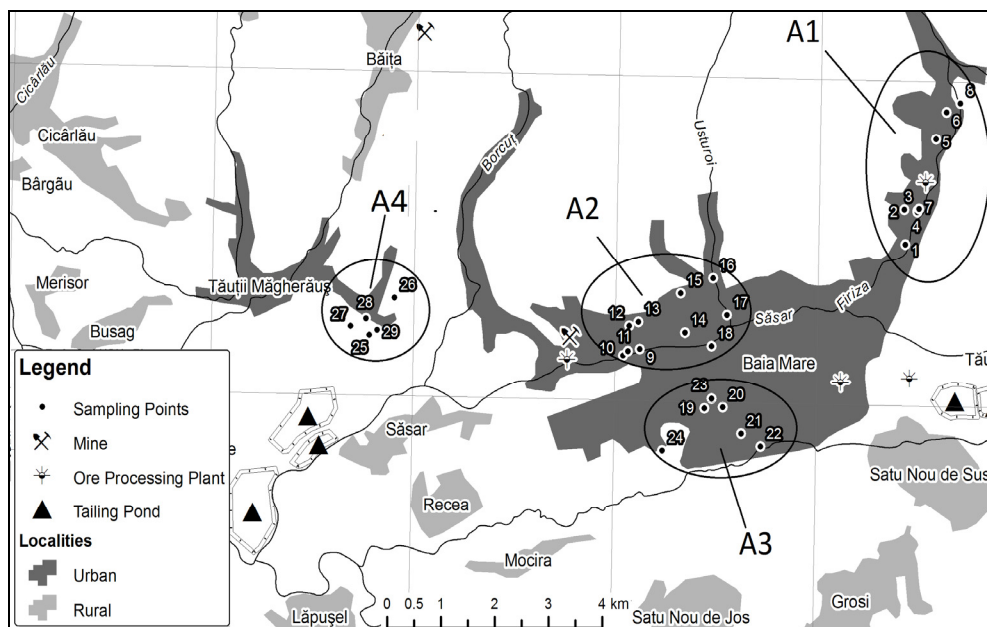 A1
Băița
Cicârlău
8
6
Cicârlău
Borcuț
Usturoi
5
Bârgău
A4
A2
3
7
2
4
1
Merisor
Tăuții Măgherăuș
26
16
15
Firiza
28
12
13
17
27
Busag
29
14
Săsar
25
11
18
10
9
Baia Mare
Tău
Legend
Sampling Points
23
20
19
Mine
Săsar
21
24
22
e
Ore Processing Plant
Satu Nou de Sus
Tailing Pond
Recea
Localities
A3
Urban
Mocira
Rural
Grosi
0 0.5 1 2 3 4 km
Lăpușel
Satu Nou de Jos